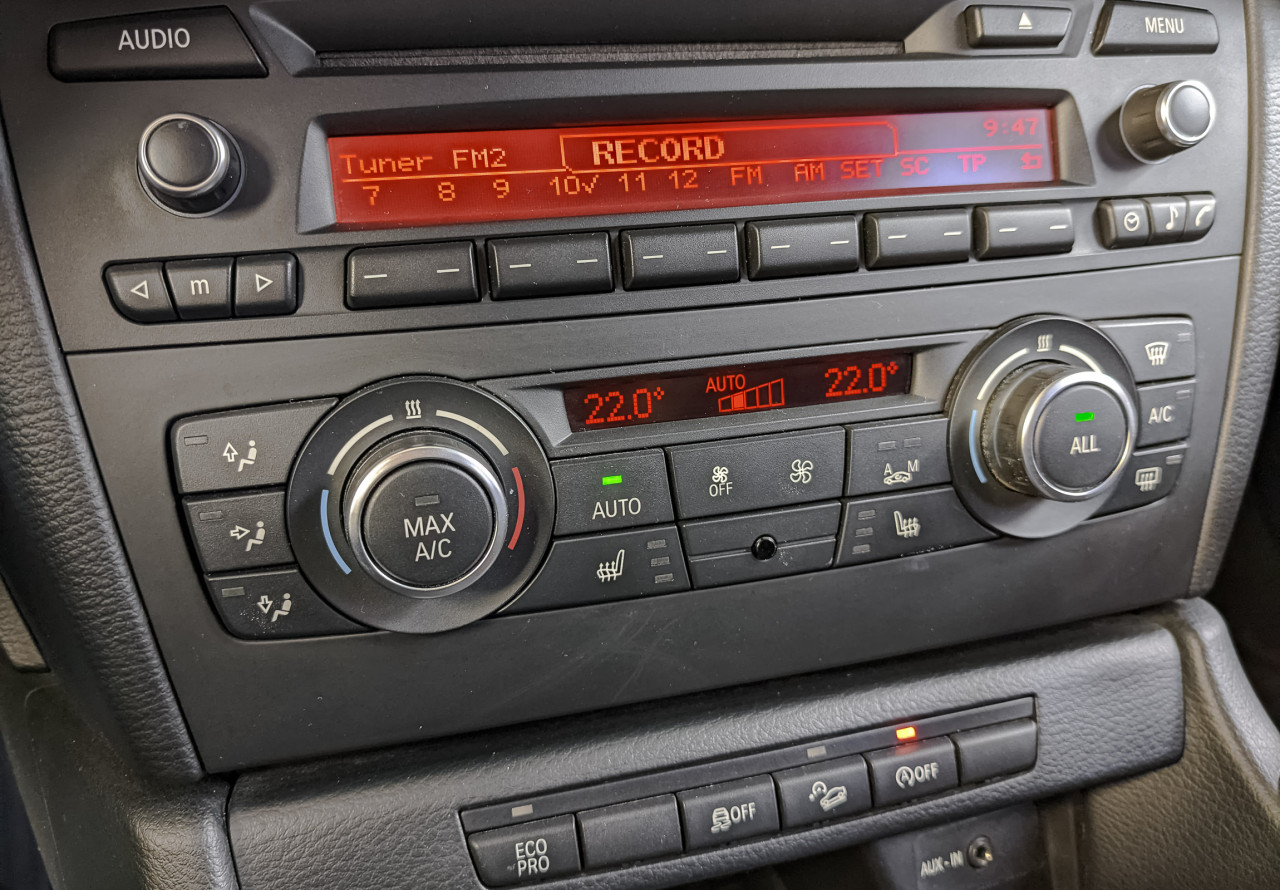 AUDIO
MENU
Tuner FM2
RECORD
9:47
7 8 9 10✓ 11 12 FM AM SET SC TP
m
22.0°
AUTO
22.0°
MAX
A/C
AUTO
OFF
A M
ALL
A/C
ECO
PRO
OFF
A OFF
AUX-IN